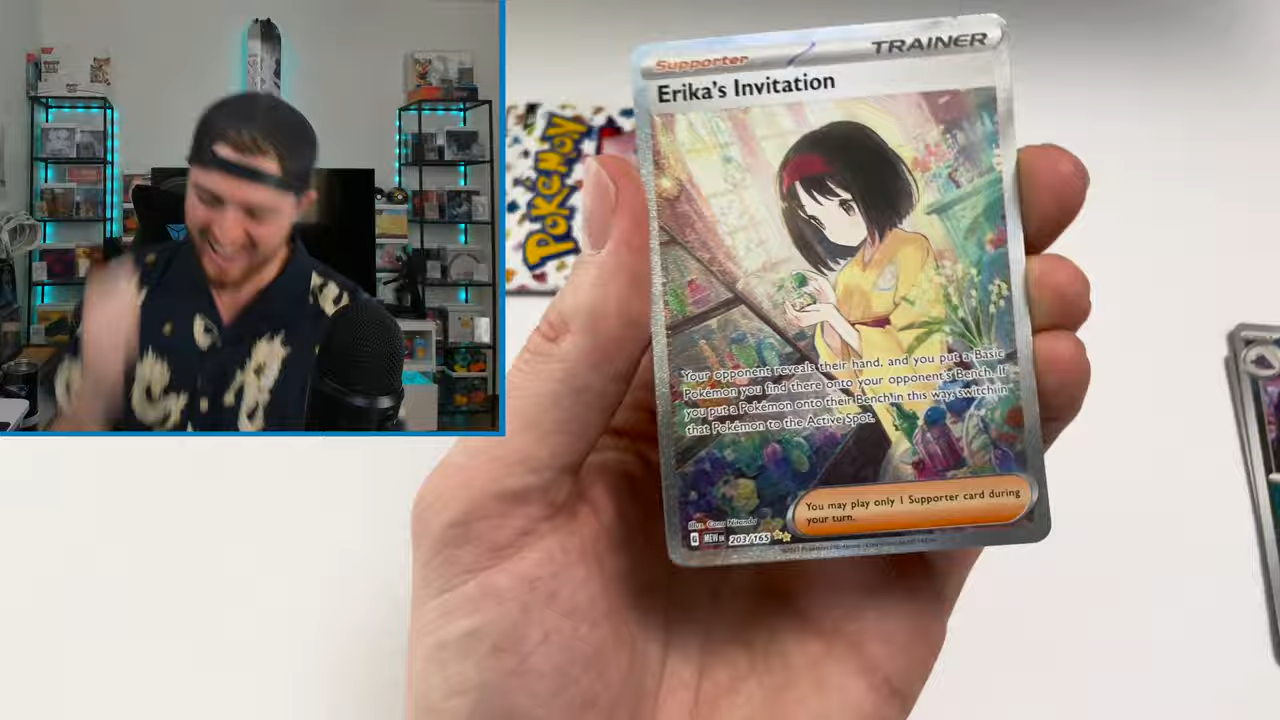 Supporter
TRAINER
Erika's Invitation
POKéMON
Your opponent reveals their hand, and you put a Basic
Pokémon you find there onto your opponent's Bench. If
you put a Pokémon onto their Bench in this way, switch in
that Pokémon to the Active Spot.
You may play only 1 Supporter card during
your turn.
Illus.
G MEW EN 203/165